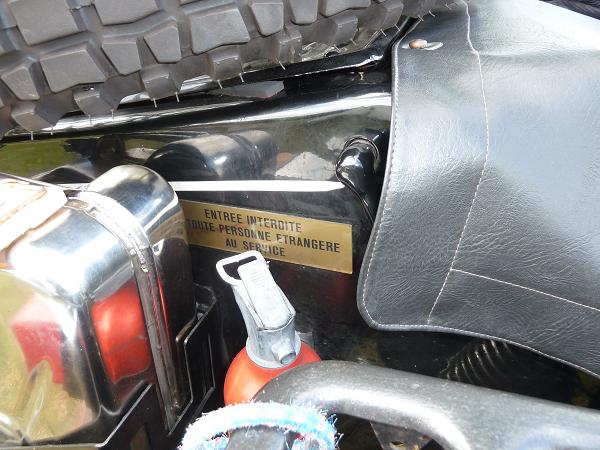 ENTREE INTERDITE
TOUTE PERSONNE ETRANGERE
AU SERVICE